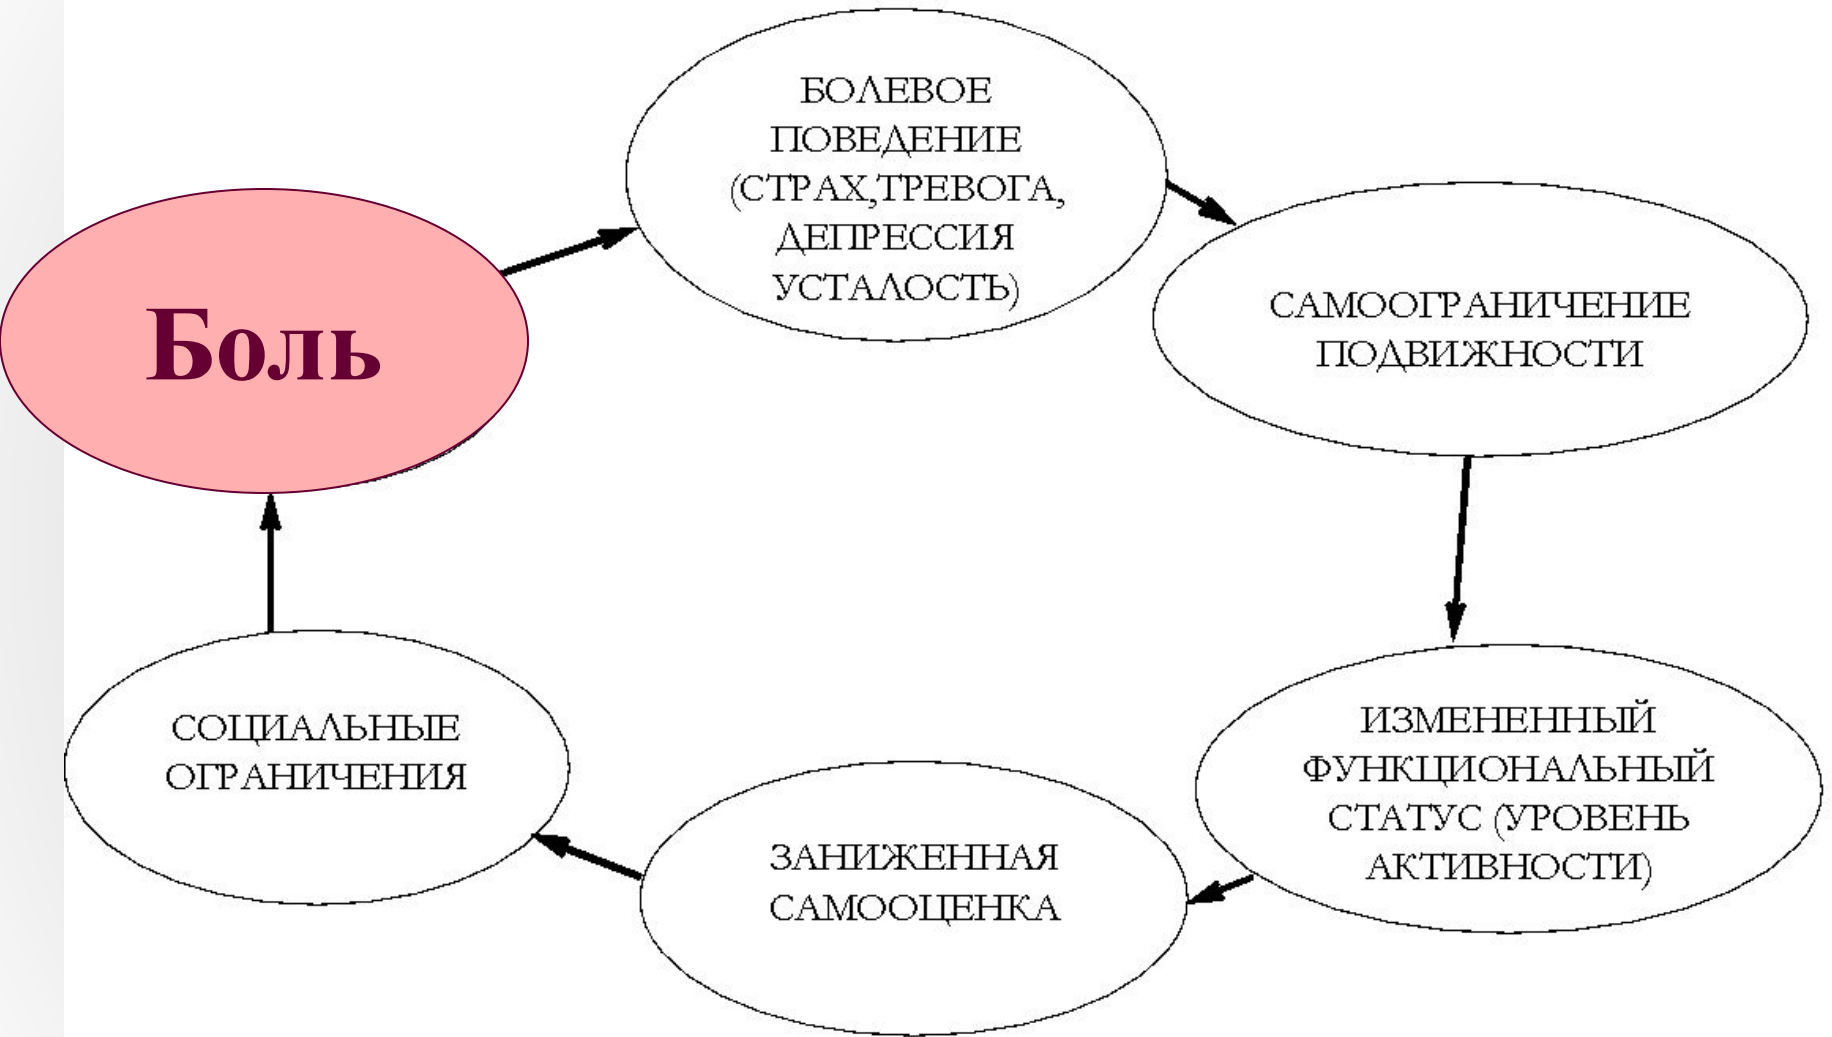 Боль
БОЛЕВОЕ
ПОВЕДЕНИЕ
(СТРАХ,ТРЕВОГА,
ДЕПРЕССИЯ
УСТАЛОСТЬ)
САМООГРАНИЧЕНИЕ
ПОДВИЖНОСТИ
ИЗМЕНЕННЫЙ
ФУНКЦИОНАЛЬНЫЙ
СТАТУС (УРОВЕНЬ
АКТИВНОСТИ)
ЗАНИЖЕННАЯ
САМООЦЕНКА
СОЦИАЛЬНЫЕ
ОГРАНИЧЕНИЯ